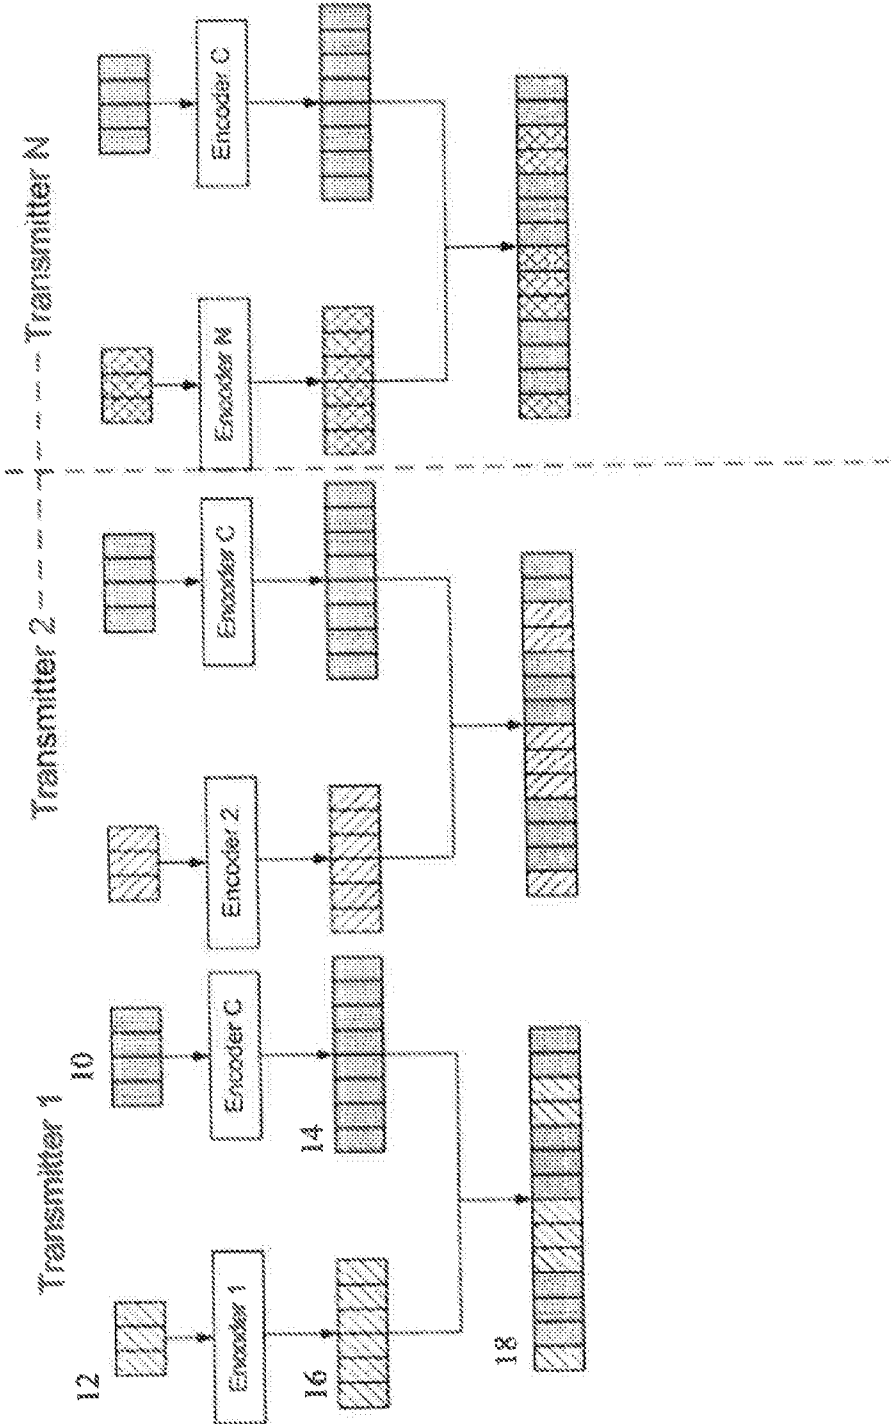 Transmitter 1
Transmitter 2
Transmitter N
12
10
Encoder 1
Encoder C
Encoder 2
Encoder C
Encoder N
Encoder C
16
14
18